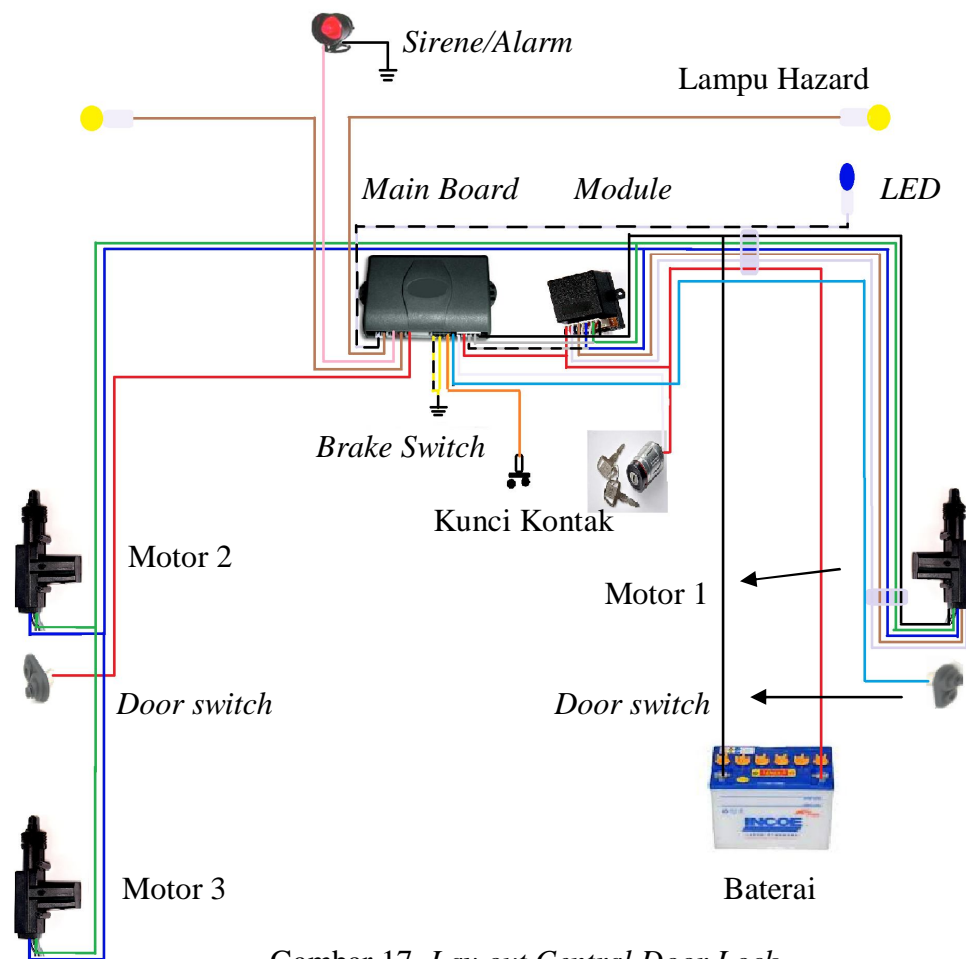 Sirene/Alarm
Lampu Hazard
Main Board
Module
LED
Brake Switch
Kunci Kontak
Motor 2
Motor 1
Door switch
Door switch
INCOE
Motor 3
Baterai
Gambar 17. Lay out Central Door Lock